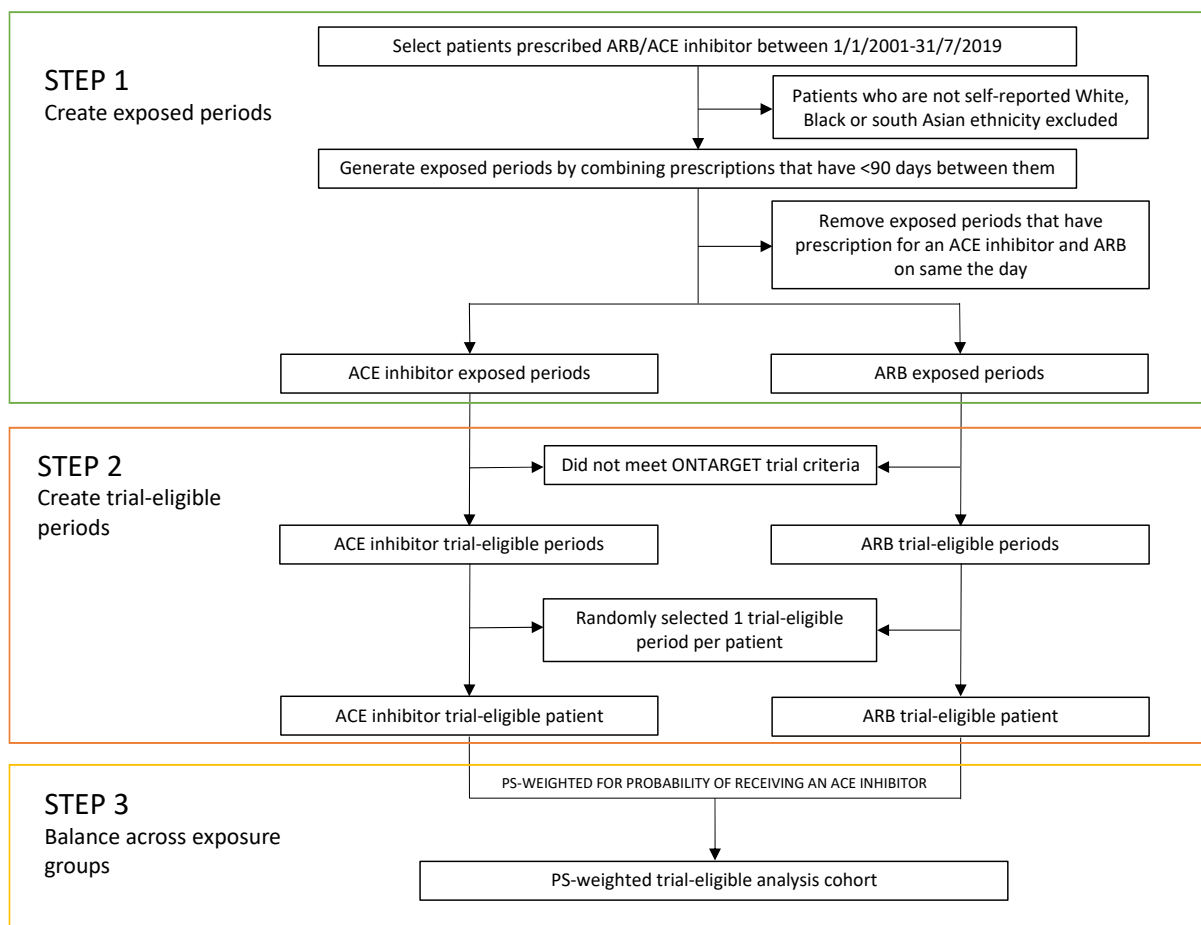 Select patients prescribed ARB/ACE inhibitor between 1/1/2001-31/7/2019
STEP 1
Create exposed periods
Patients who are not self-reported White,
Black or south Asian ethnicity excluded
Generate exposed periods by combining prescriptions that have <90 days between them
Remove exposed periods that have
prescription for an ACE inhibitor and ARB
on same the day
ACE inhibitor exposed periods
ARB exposed periods
STEP 2
Create trial-eligible
periods
Did not meet ONTARGET trial criteria
ACE inhibitor trial-eligible periods
ARB trial-eligible periods
Randomly selected 1 trial-eligible
period per patient
ACE inhibitor trial-eligible patient
ARB trial-eligible patient
STEP 3
Balance across exposure
groups
PS-WEIGHTED FOR PROBABILITY OF RECEIVING AN ACE INHIBITOR
PS-weighted trial-eligible analysis cohort